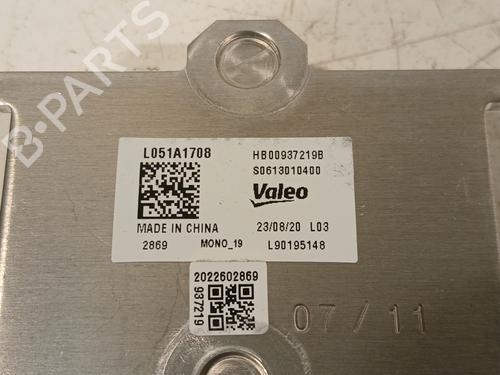 B-PARTS
L051A1708
HB00937219B
S0613010400
Valeo
MADE IN CHINA
23/08/20 L03
2869 MONO_19 L90195148
2022602869
937219
07/11